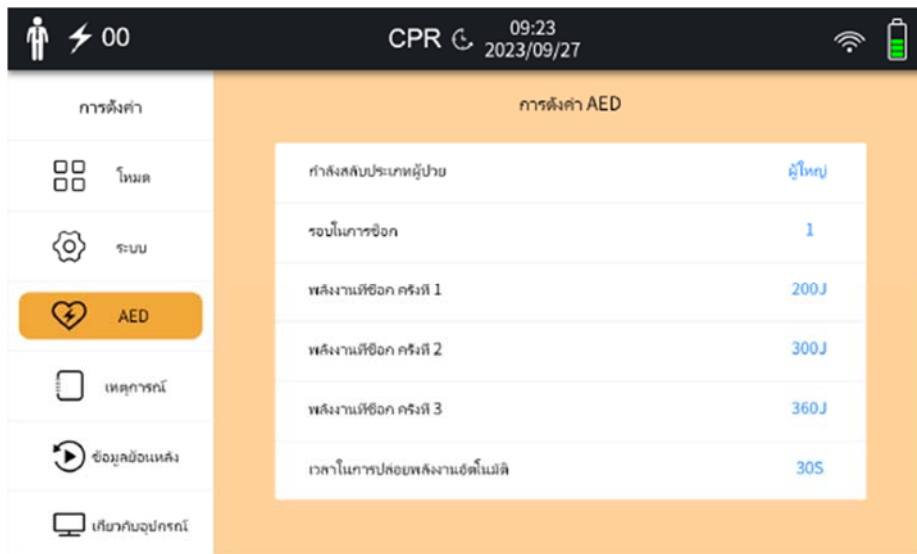 00
CPR
09:23
2023/09/27
การตั้งค่า
โหมด
ระบบ
AED
เหตุการณ์
ข้อมูลย้อนหลัง
เกี่ยวกับอุปกรณ์
การตั้งค่า AED
กำลังสลับประเภทผู้ป่วย ผู้ใหญ่
รอบในการช็อก 1
พลังงานที่ช็อก ครั้งที่ 1 200J
พลังงานที่ช็อก ครั้งที่ 2 300J
พลังงานที่ช็อก ครั้งที่ 3 360J
เวลาในการปล่อยพลังงานอัตโนมัติ 30S